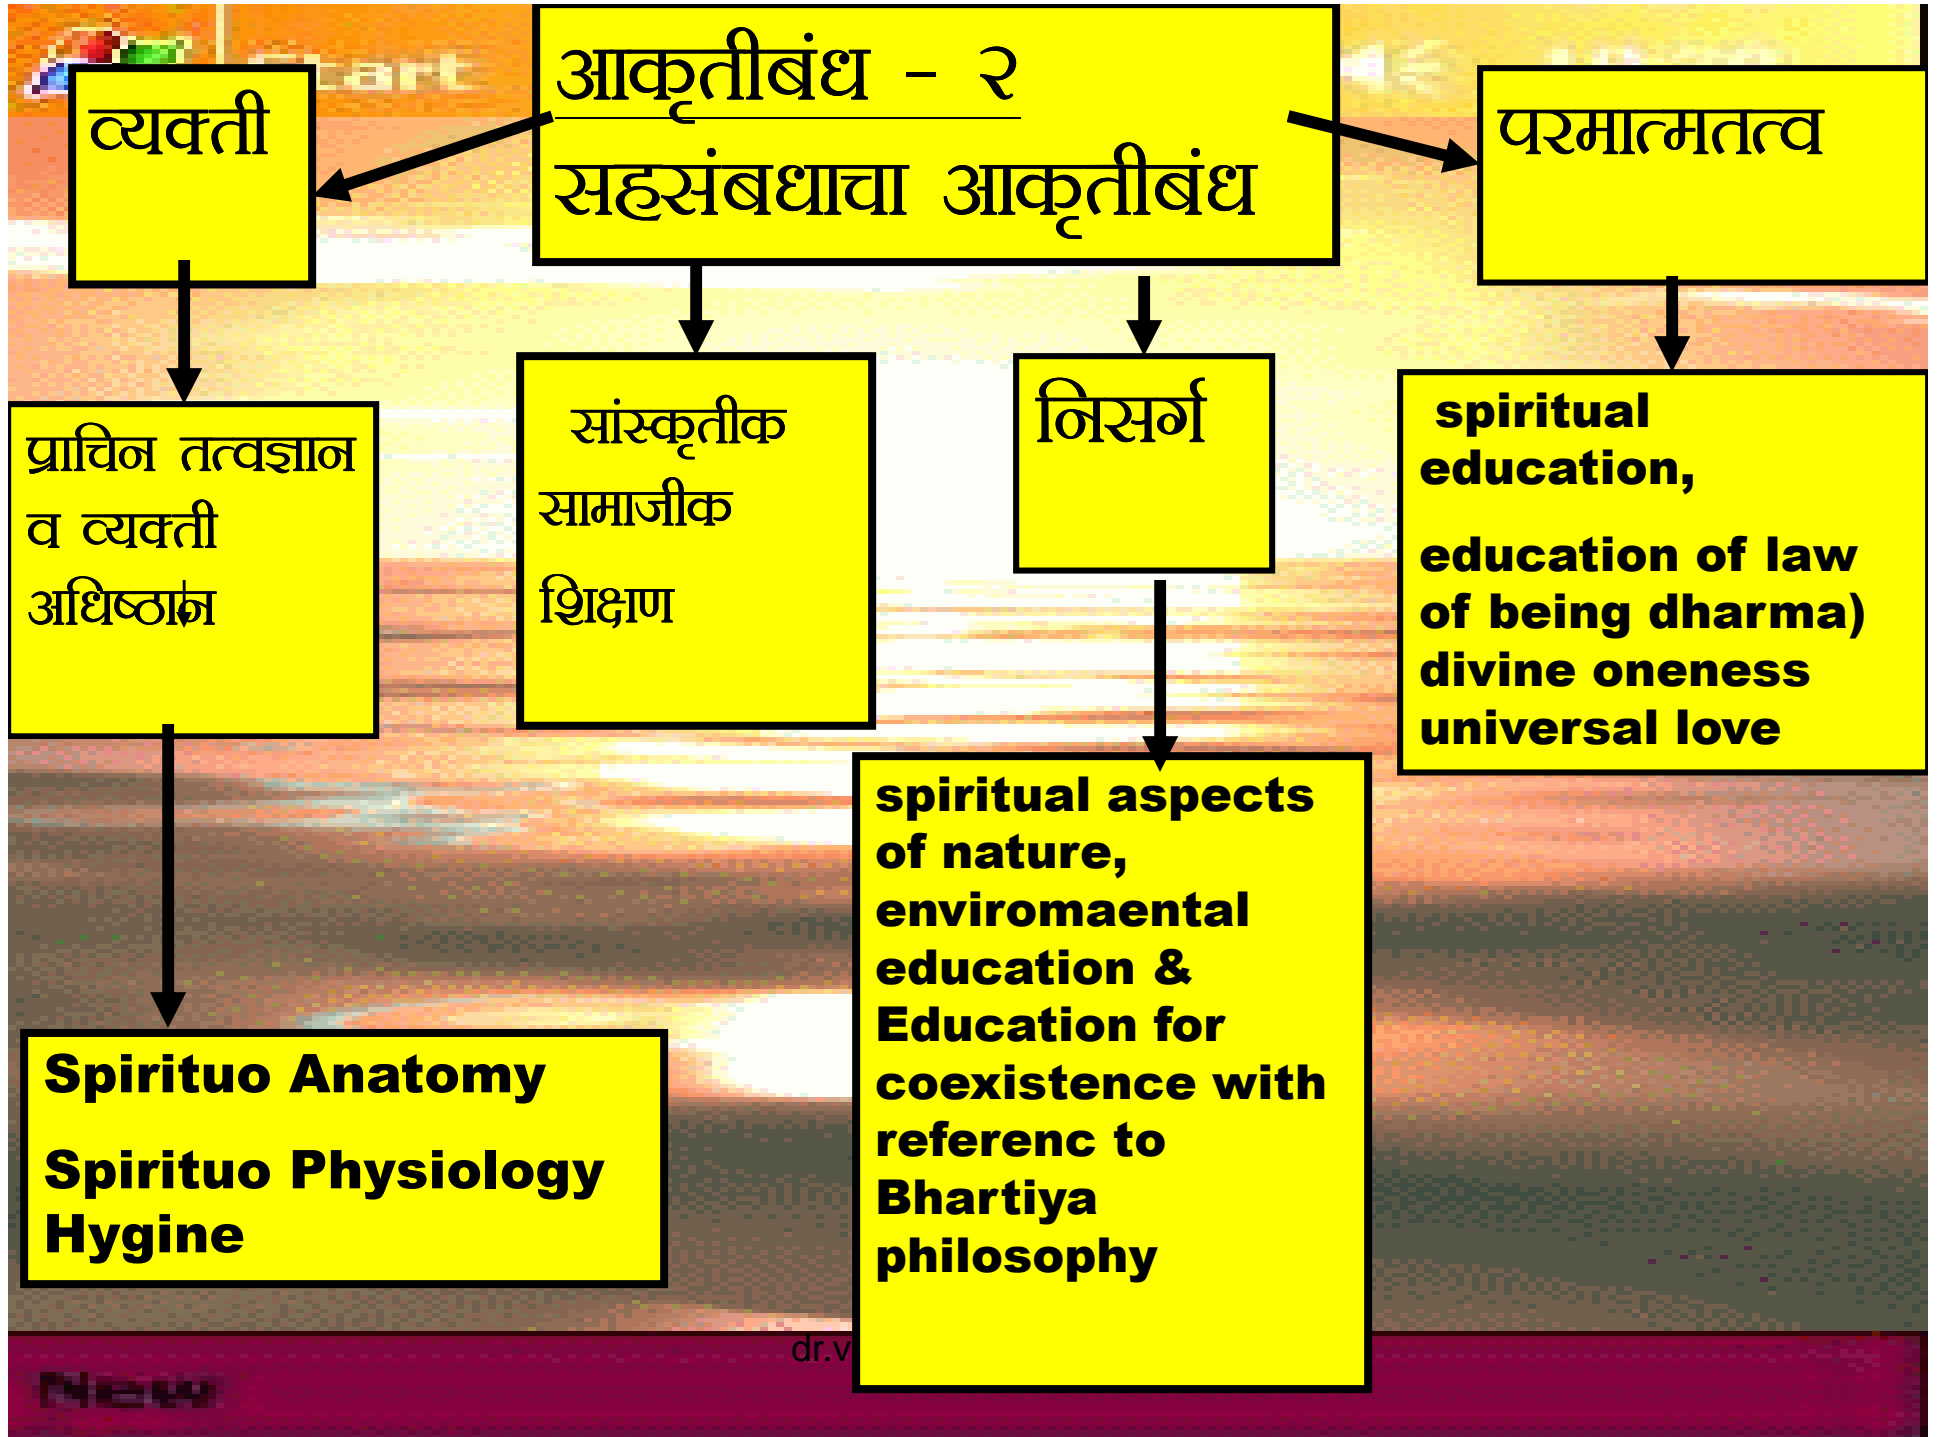 आकृतीबंध - २
सहसंबधाचा आकृतीबंध
व्यक्ती
परमात्मतत्व
प्राचिन तत्वज्ञान
व व्यक्ती
अधिष्ठान
सांस्कृतीक
सामाजीक
शिक्षण
निसर्ग
spiritual
education,
education of law
of being dharma)
divine oneness
universal love
spiritual aspects
of nature,
enviromaental
education &
Education for
coexistence with
referenc to
Bhartiya
philosophy
Spirituo Anatomy
Spirituo Physiology
Hygine
dr.v
New